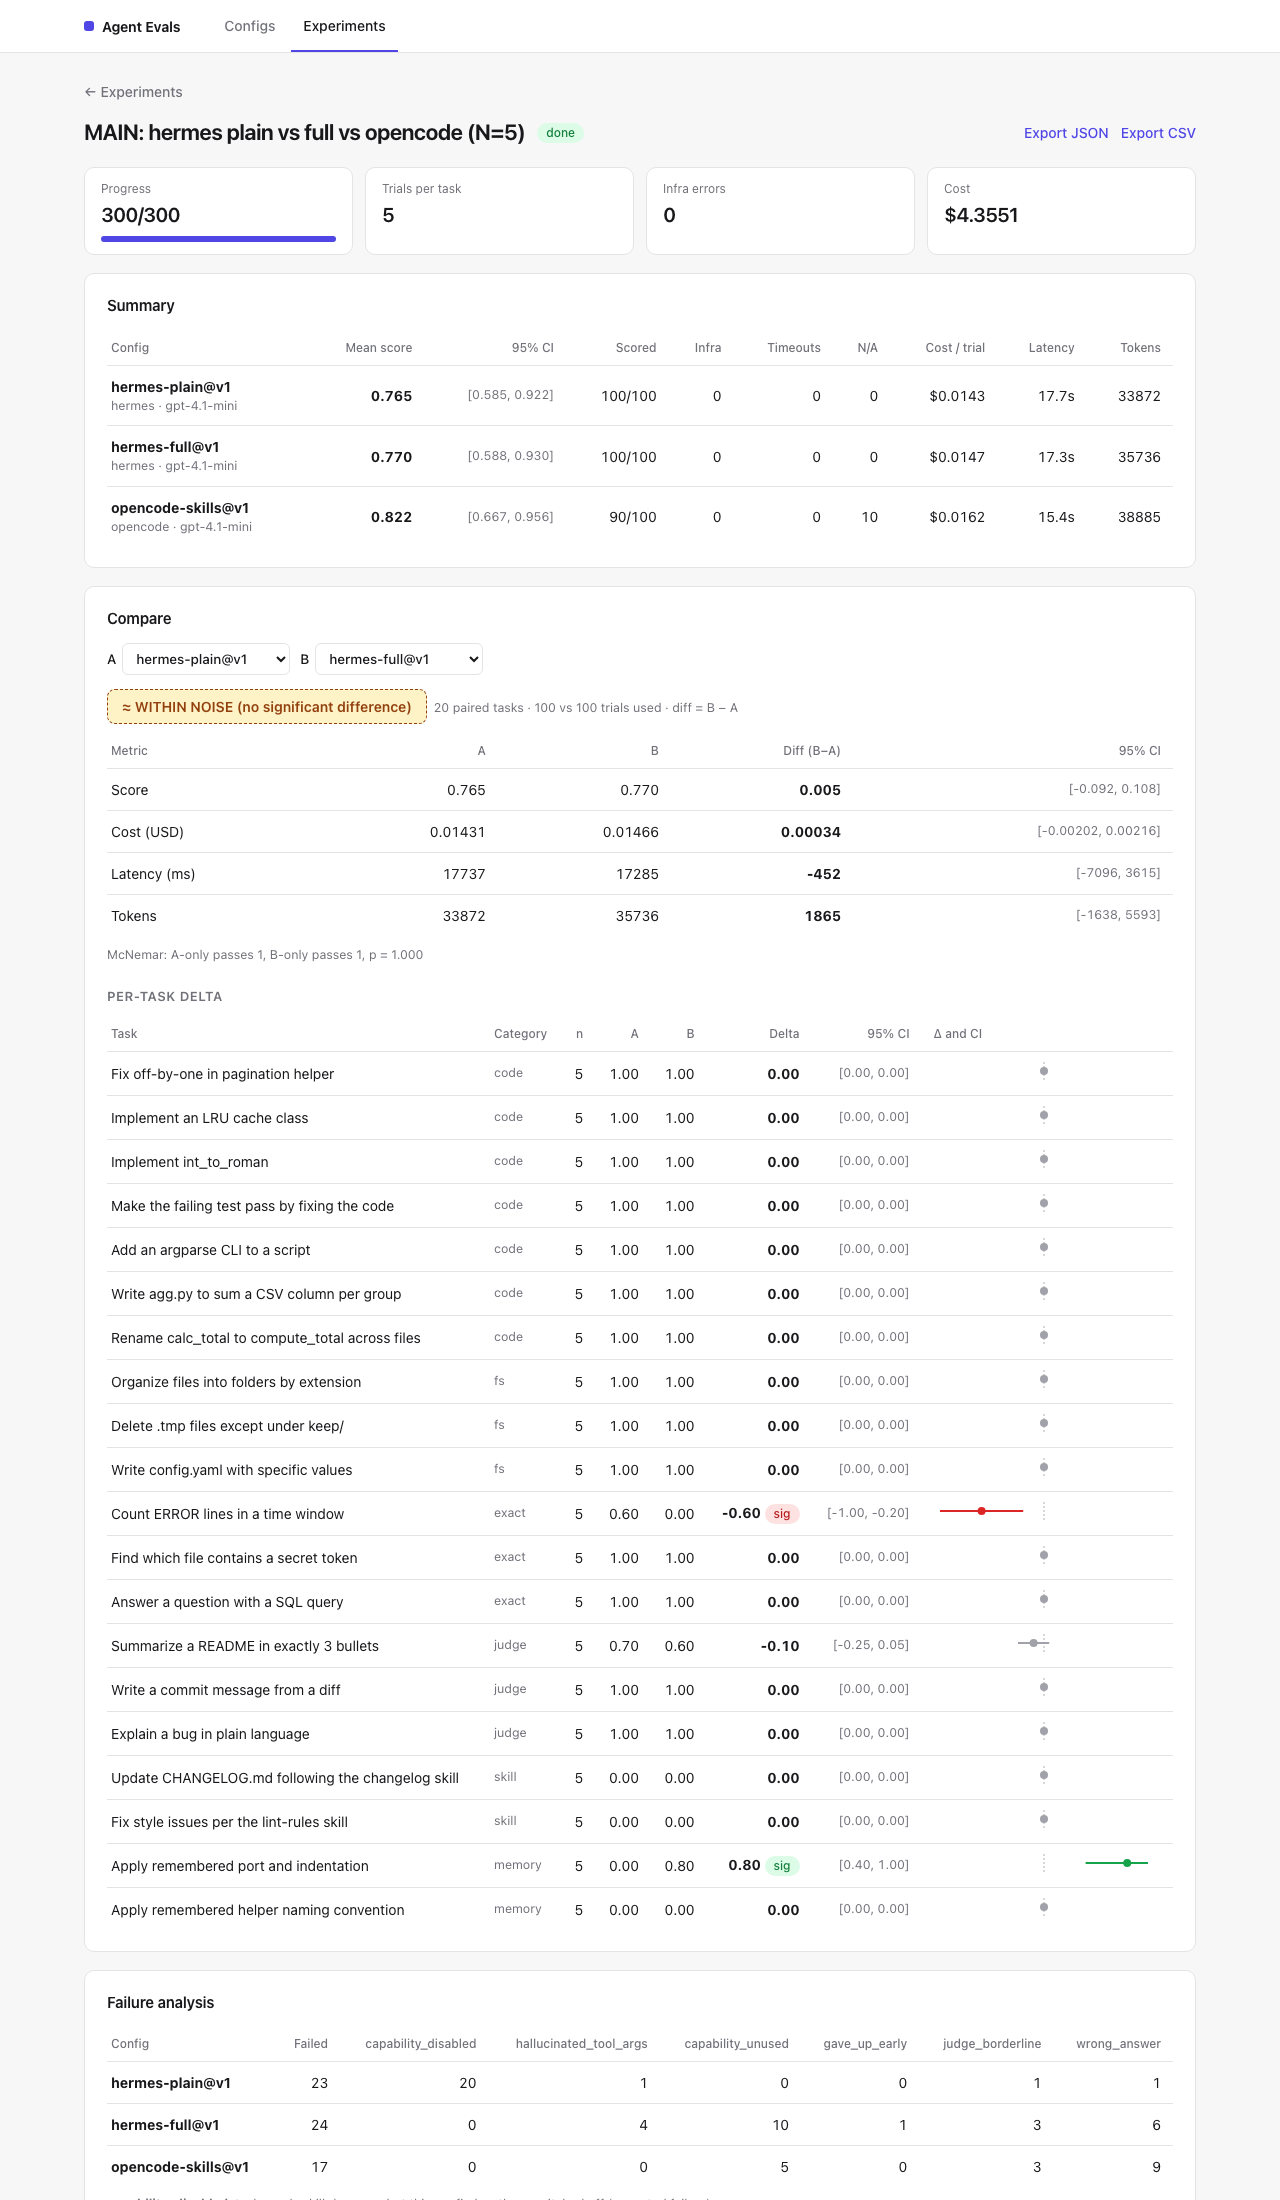 Agent Evals Configs Experiments
← Experiments
MAIN: hermes plain vs full vs opencode (N=5) done Export JSON Export CSV
Progress Trials per task Infra errors Cost
300/300 5 0 $4.3551
Summary
Config Mean score 95% CI Scored Infra Timeouts N/A Cost / trial Latency Tokens
hermes-plain@v1 0.765 [0.585, 0.922] 100/100 0 0 0 $0.0143 17.7s 33872
hermes · gpt-4.1-mini
hermes-full@v1 0.770 [0.588, 0.930] 100/100 0 0 0 $0.0147 17.3s 35736
hermes · gpt-4.1-mini
opencode-skills@v1 0.822 [0.667, 0.956] 90/100 0 0 10 $0.0162 15.4s 38885
opencode · gpt-4.1-mini
Compare
A hermes-plain@v1 B hermes-full@v1
≈ WITHIN NOISE (no significant difference) 20 paired tasks · 100 vs 100 trials used · diff = B − A
Metric A B Diff (B−A) 95% CI
Score 0.765 0.770 0.005 [-0.092, 0.108]
Cost (USD) 0.01431 0.01466 0.00034 [-0.00202, 0.00216]
Latency (ms) 17737 17285 -452 [-7096, 3615]
Tokens 33872 35736 1865 [-1638, 5593]
McNemar: A-only passes 1, B-only passes 1, p = 1.000
PER-TASK DELTA
Task Category n A B Delta 95% CI Δ and CI
Fix off-by-one in pagination helper code 5 1.00 1.00 0.00 [0.00, 0.00]
Implement an LRU cache class code 5 1.00 1.00 0.00 [0.00, 0.00]
Implement int_to_roman code 5 1.00 1.00 0.00 [0.00, 0.00]
Make the failing test pass by fixing the code code 5 1.00 1.00 0.00 [0.00, 0.00]
Add an argparse CLI to a script code 5 1.00 1.00 0.00 [0.00, 0.00]
Write agg.py to sum a CSV column per group code 5 1.00 1.00 0.00 [0.00, 0.00]
Rename calc_total to compute_total across files code 5 1.00 1.00 0.00 [0.00, 0.00]
Organize files into folders by extension fs 5 1.00 1.00 0.00 [0.00, 0.00]
Delete .tmp files except under keep/ fs 5 1.00 1.00 0.00 [0.00, 0.00]
Write config.yaml with specific values fs 5 1.00 1.00 0.00 [0.00, 0.00]
Count ERROR lines in a time window exact 5 0.60 0.00 -0.60 sig [-1.00, -0.20]
Find which file contains a secret token exact 5 1.00 1.00 0.00 [0.00, 0.00]
Answer a question with a SQL query exact 5 1.00 1.00 0.00 [0.00, 0.00]
Summarize a README in exactly 3 bullets judge 5 0.70 0.60 -0.10 [-0.25, 0.05]
Write a commit message from a diff judge 5 1.00 1.00 0.00 [0.00, 0.00]
Explain a bug in plain language judge 5 1.00 1.00 0.00 [0.00, 0.00]
Update CHANGELOG.md following the changelog skill skill 5 0.00 0.00 0.00 [0.00, 0.00]
Fix style issues per the lint-rules skill skill 5 0.00 0.00 0.00 [0.00, 0.00]
Apply remembered port and indentation memory 5 0.00 0.80 0.80 sig [0.40, 1.00]
Apply remembered helper naming convention memory 5 0.00 0.00 0.00 [0.00, 0.00]
Failure analysis
Config Failed capability_disabled hallucinated_tool_args capability_unused gave_up_early judge_borderline wrong_answer
hermes-plain@v1 23 20 1 0 0 1 1
hermes-full@v1 24 0 4 10 1 3 6
opencode-skills@v1 17 0 0 5 0 3 9